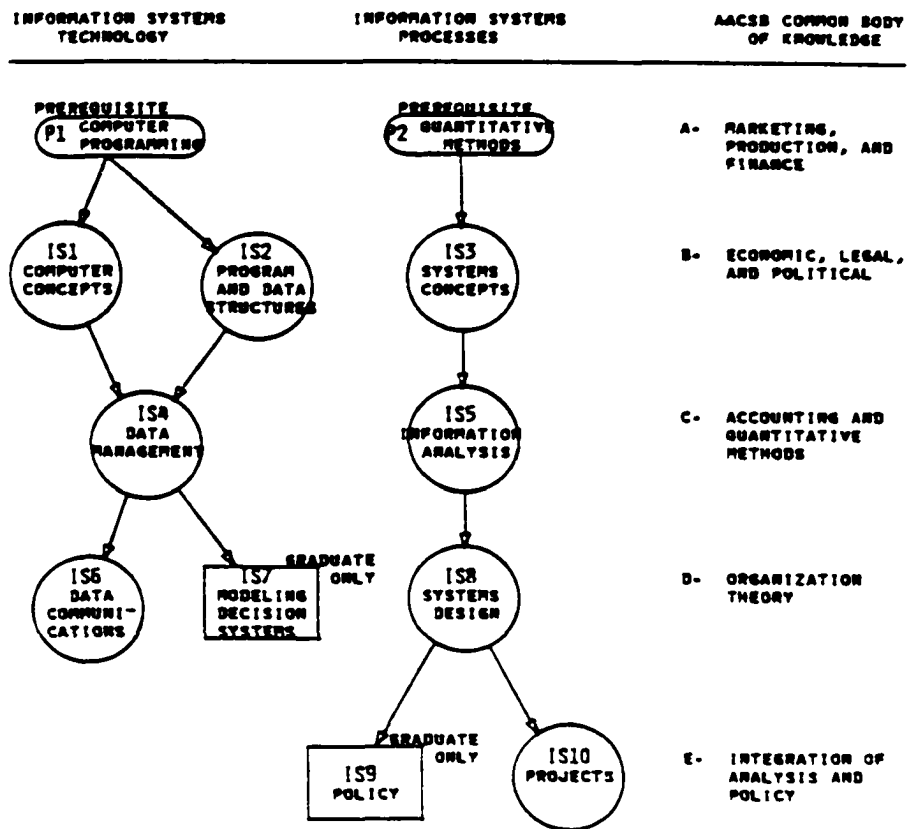 INFORMATION SYSTEMS
TECHNOLOGY
INFORMATION SYSTEMS
PROCESSES
AACSB COMMON BODY
OF KNOWLEDGE
PREREQUISITE
P1 COMPUTER
PROGRAMMING
PREREQUISITE
P2 QUANTITATIVE
METHODS
A- MARKETING,
PRODUCTION, AND
FINANCE
IS1
COMPUTER
CONCEPTS
IS2
PROGRAM
AND DATA
STRUCTURES
IS3
SYSTEMS
CONCEPTS
B- ECONOMIC, LEGAL,
AND POLITICAL
IS4
DATA
MANAGEMENT
IS5
INFORMATION
ANALYSIS
C- ACCOUNTING AND
QUANTITATIVE
METHODS
IS6
DATA
COMMUNI-
CATIONS
GRADUATE
ONLY
IS7
MODELING
DECISION
SYSTEMS
IS8
SYSTEMS
DESIGN
D- ORGANIZATION
THEORY
GRADUATE
ONLY
IS9
POLICY
IS10
PROJECTS
E- INTEGRATION OF
ANALYSIS AND
POLICY